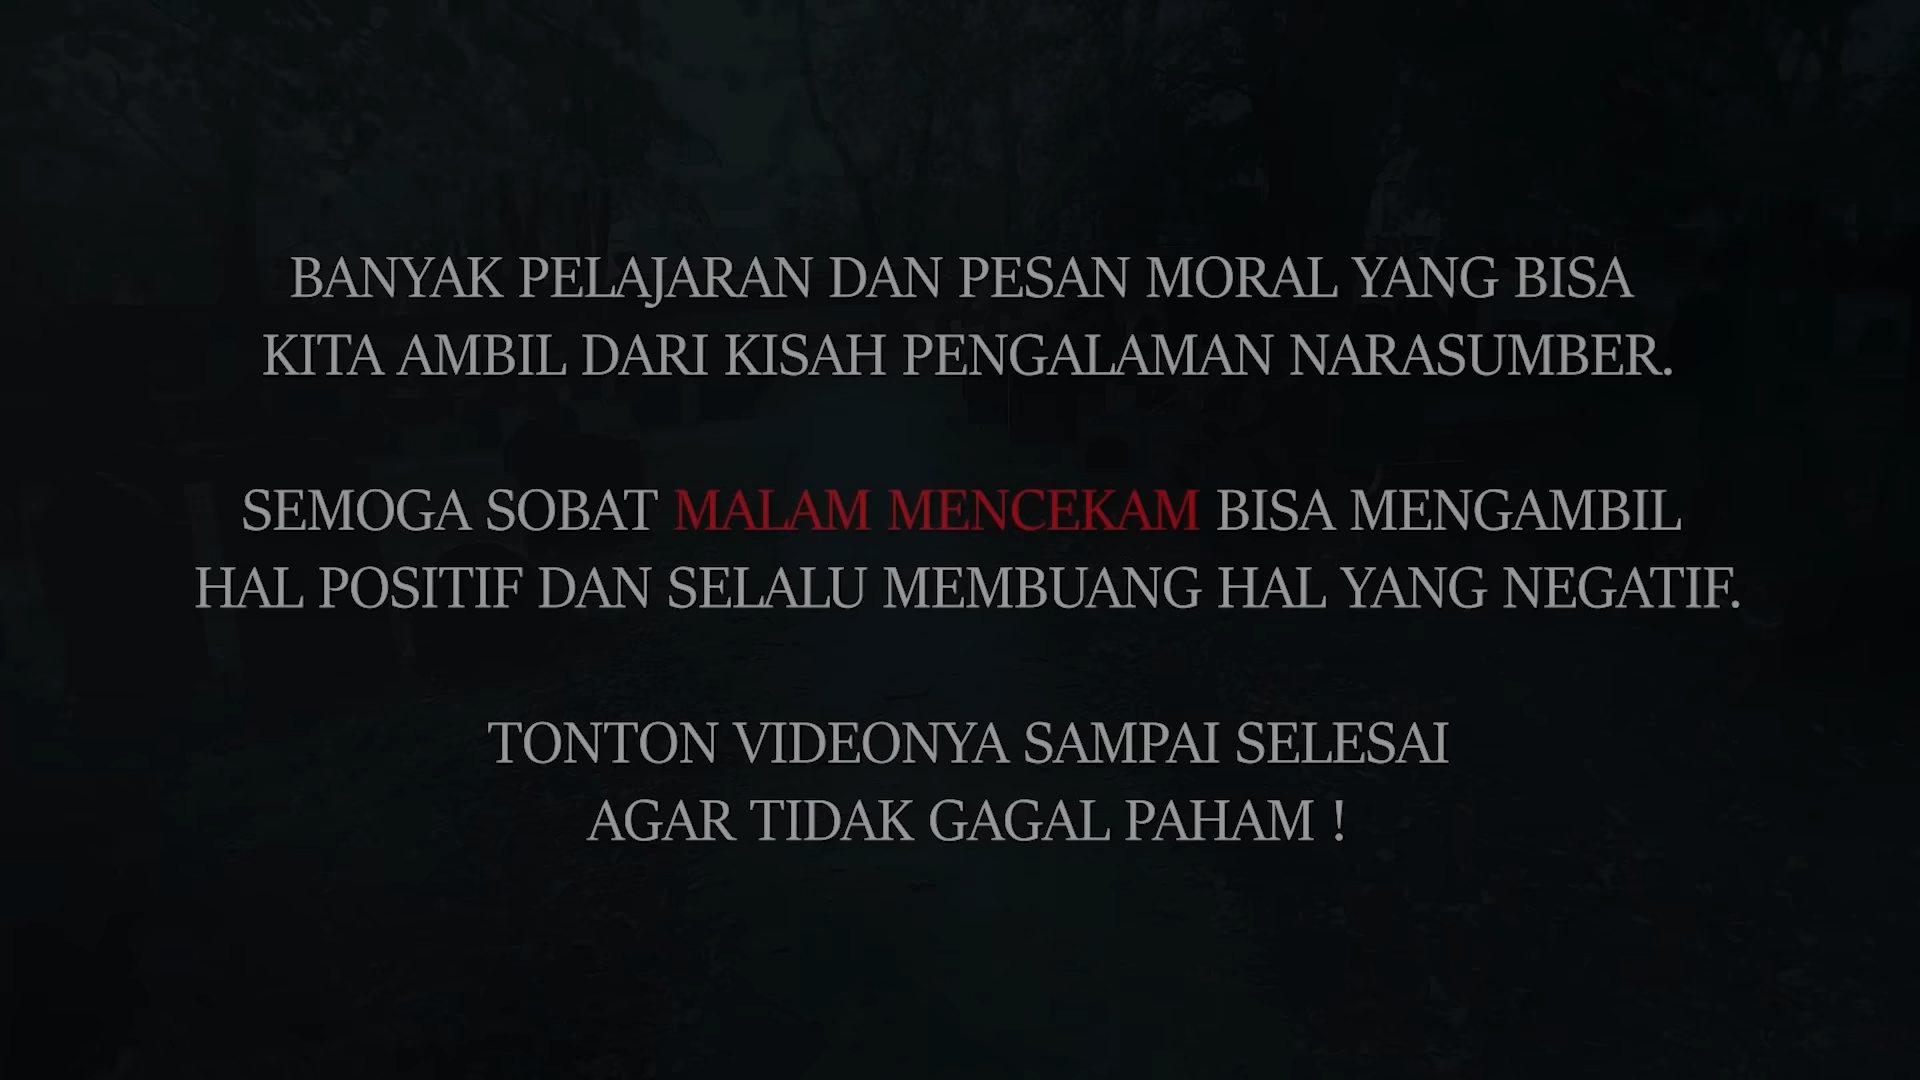 BANYAK PELAJARAN DAN PESAN MORAL YANG BISA
KITA AMBIL DARI KISAH PENGALAMAN NARASUMBER.
SEMOGA SOBAT MALAM MENCEKAM BISA MENGAMBIL
HAL POSITIF DAN SELALU MEMBUANG HAL YANG NEGATIF.
TONTON VIDEONYA SAMPAI SELESAI
AGAR TIDAK GAGAL PAHAM !